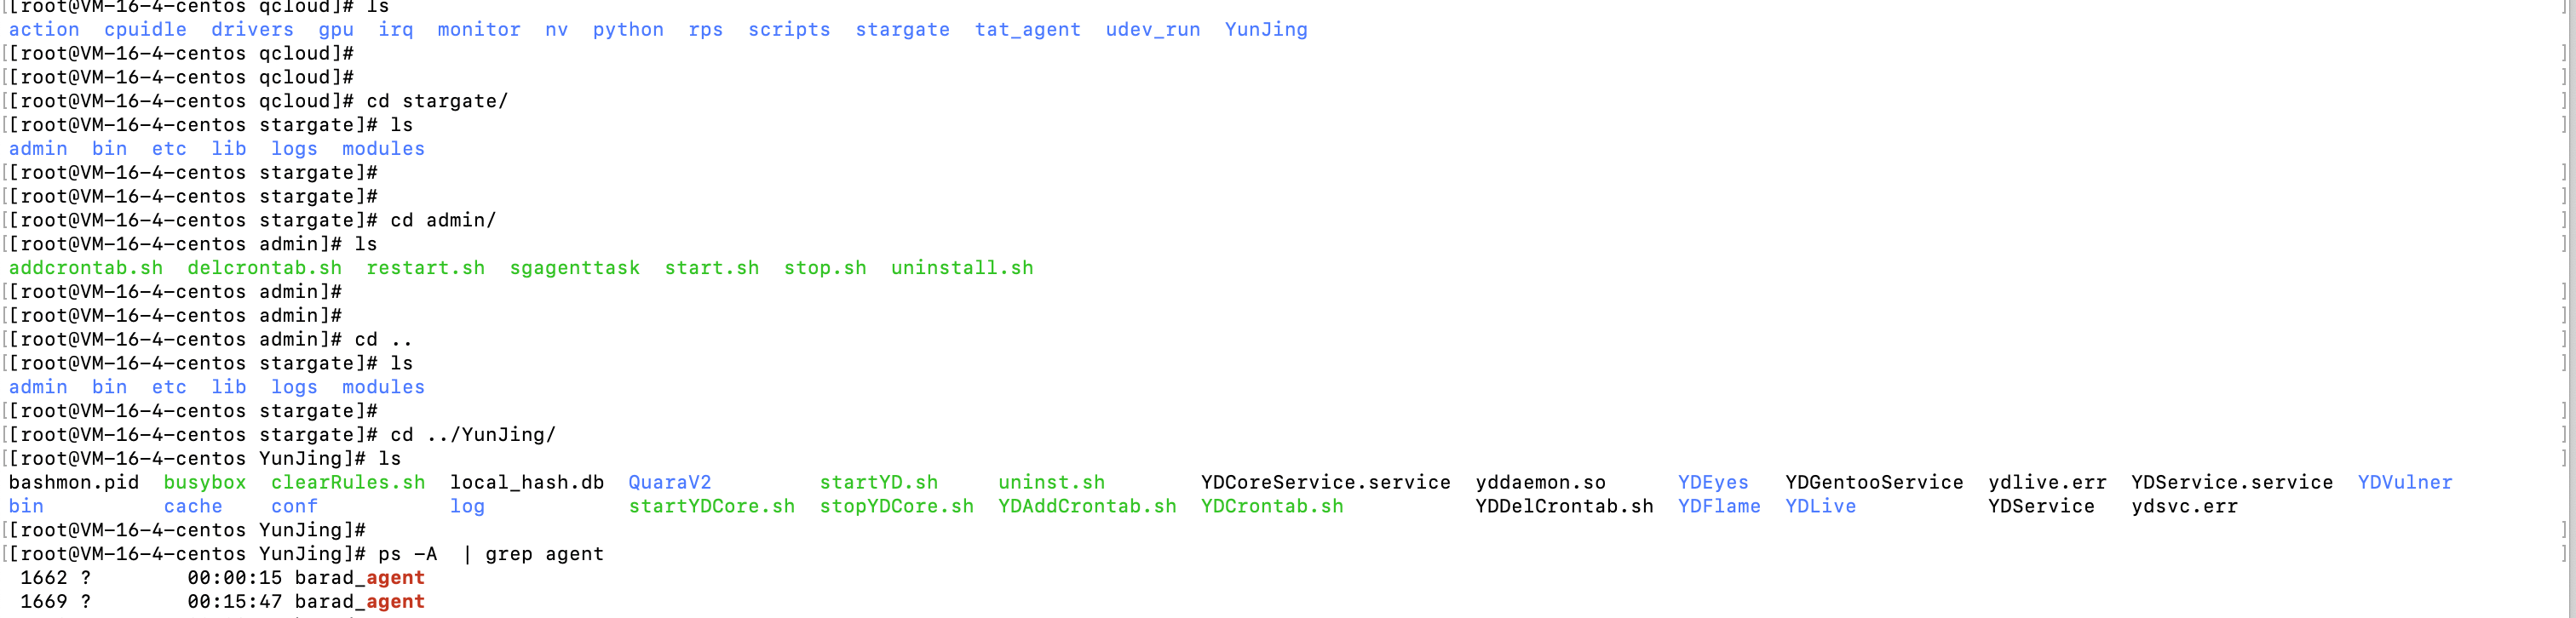 [[root@VM-16-4-centos qcloud]# ls ]
action cpuidle drivers gpu irq monitor nv python rps scripts stargate tat_agent udev_run YunJing
[[root@VM-16-4-centos qcloud]# ]
[[root@VM-16-4-centos qcloud]# ]
[[root@VM-16-4-centos qcloud]# cd stargate/ ]
[[root@VM-16-4-centos stargate]# ls ]
admin bin etc lib logs modules
[[root@VM-16-4-centos stargate]# ]
[[root@VM-16-4-centos stargate]# ]
[[root@VM-16-4-centos stargate]# cd admin/ ]
[[root@VM-16-4-centos admin]# ls ]
addcrontab.sh delcrontab.sh restart.sh sgagenttask start.sh stop.sh uninstall.sh
[[root@VM-16-4-centos admin]# ]
[[root@VM-16-4-centos admin]# ]
[[root@VM-16-4-centos admin]# cd .. ]
[[root@VM-16-4-centos stargate]# ls ]
admin bin etc lib logs modules
[[root@VM-16-4-centos stargate]# ]
[[root@VM-16-4-centos stargate]# cd ../YunJing/ ]
[[root@VM-16-4-centos YunJing]# ls ]
bashmon.pid busybox clearRules.sh local_hash.db QuaraV2 startYD.sh uninst.sh YDCoreService.service yddaemon.so YDEyes YDGentooService ydlive.err YDService.service YDVulner
bin cache conf log startYDCore.sh stopYDCore.sh YDAddCrontab.sh YDCrontab.sh YDDelCrontab.sh YDFlame YDLive YDService ydsvc.err
[[root@VM-16-4-centos YunJing]# ]
[[root@VM-16-4-centos YunJing]# ps -A | grep agent ]
1662 ? 00:00:15 barad_agent
1669 ? 00:15:47 barad_agent